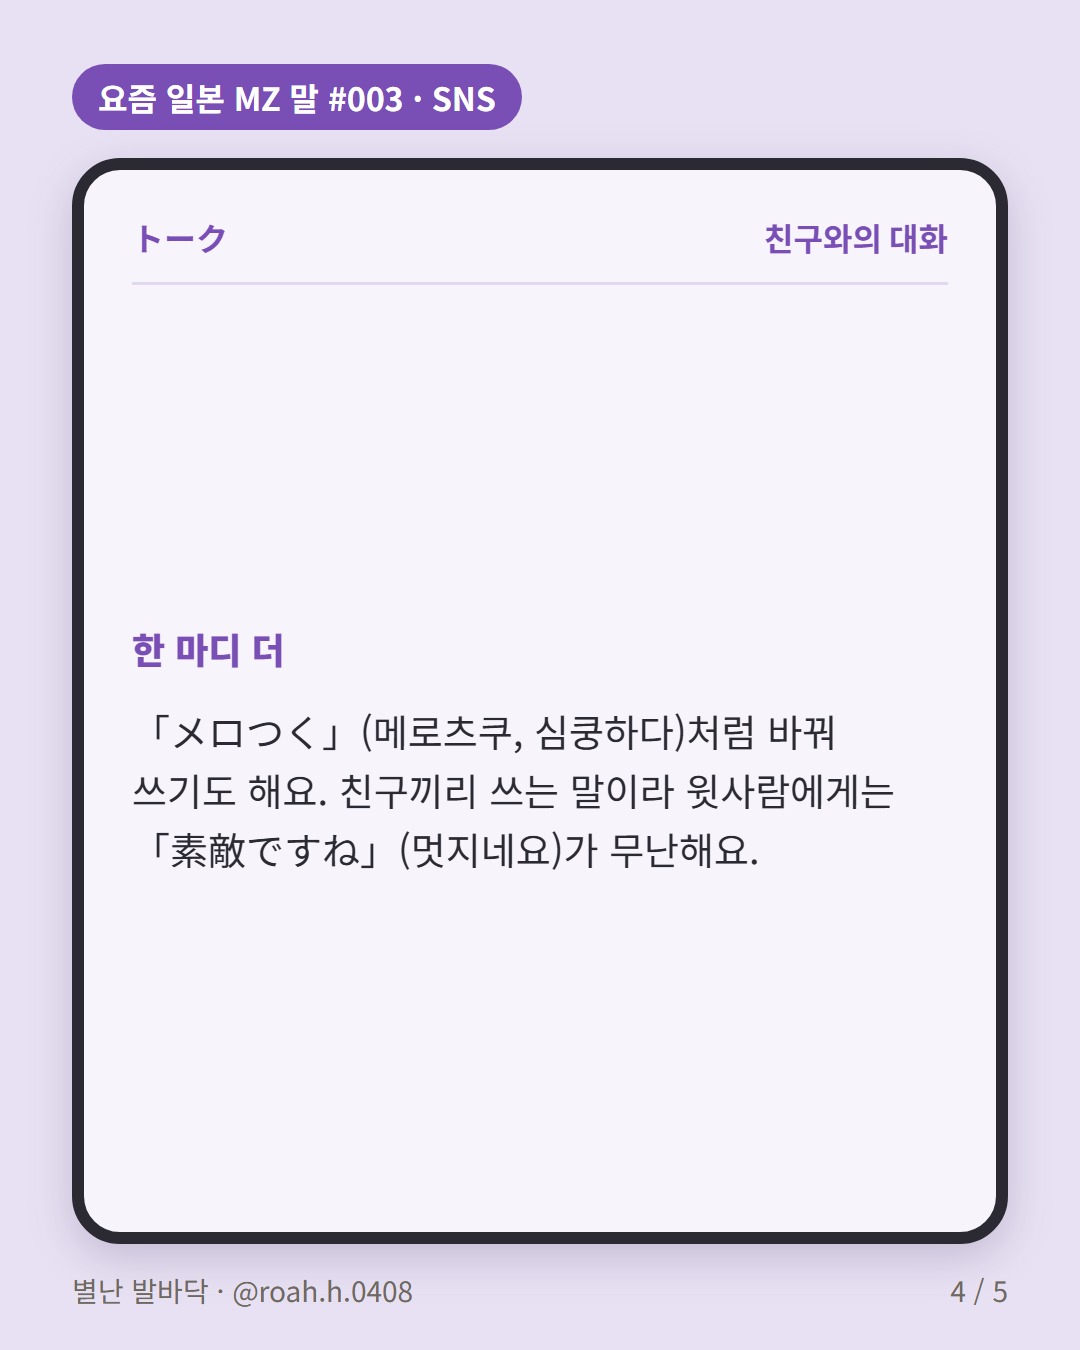 요즘 일본 MZ 말 #003 · SNS
トーク
친구와의 대화
한 마디 더
「メロつく」(메로츠쿠, 심쿵하다)처럼 바꿔
쓰기도 해요. 친구끼리 쓰는 말이라 윗사람에게는
「素敵ですね」(멋지네요)가 무난해요.
별난 발바닥 · @roah.h.0408
4 / 5